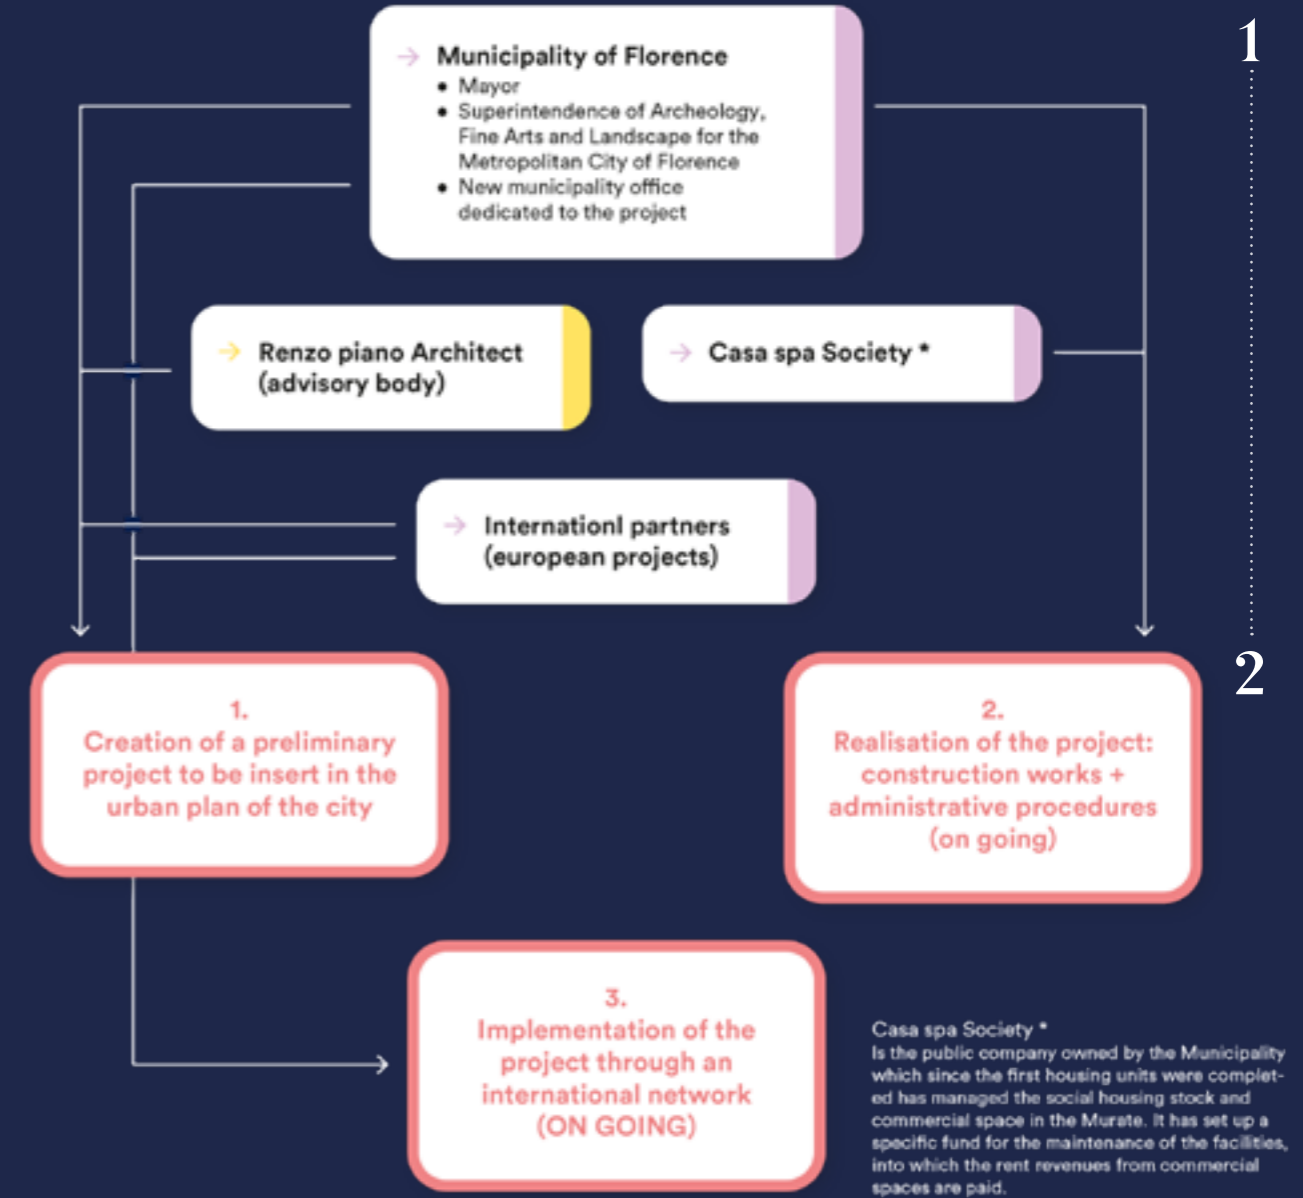 1
Municipality of Florence
• Mayor
• Superintendence of Archeology,
Fine Arts and Landscape for the
Metropolitan City of Florence
• New municipality office
dedicated to the project
Renzo piano Architect
(advisory body)
Casa spa Society *
Internationl partners
(european projects)
2
1.
Creation of a preliminary
project to be insert in the
urban plan of the city
2.
Realisation of the project:
construction works +
administrative procedures
(on going)
3.
Implementation of the
project through an
international network
(ON GOING)
Casa spa Society *
Is the public company owned by the Municipality
which since the first housing units were complet-
ed has managed the social housing stock and
commercial space in the Murate. It has set up a
specific fund for the maintenance of the facilities,
into which the rent revenues from commercial
spaces are paid.